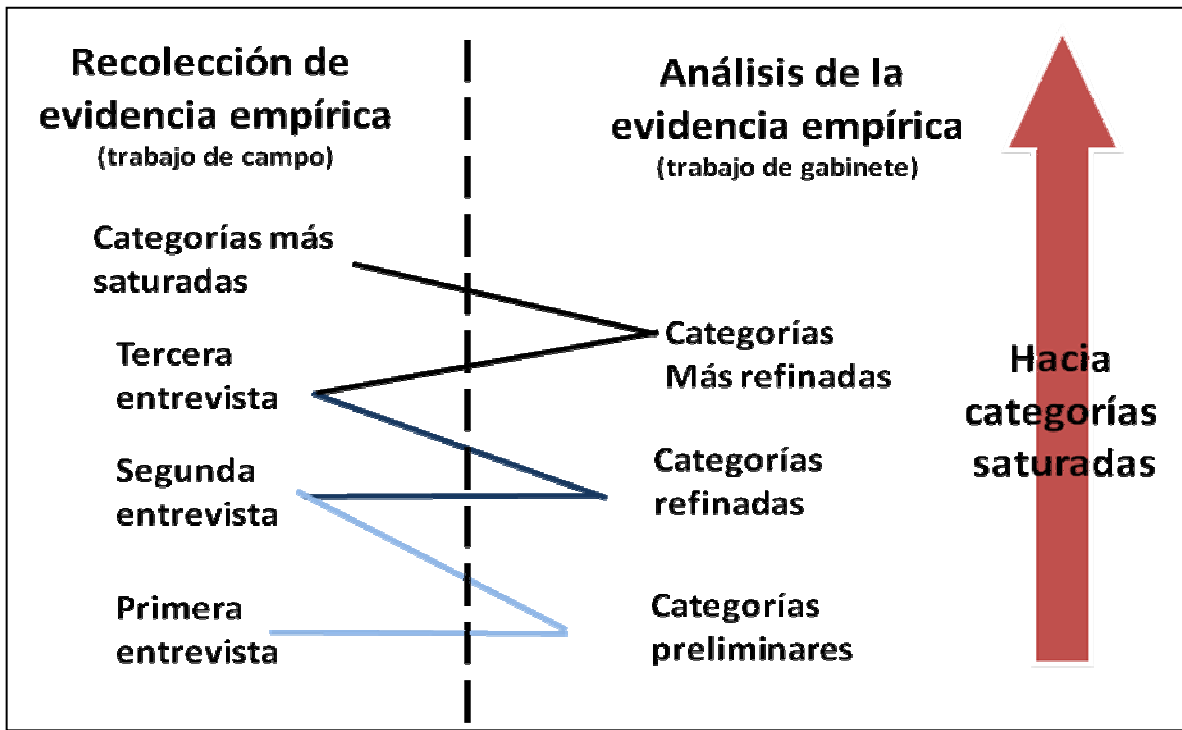 Recolección de
evidencia empírica
(trabajo de campo)
Análisis de la
evidencia empírica
(trabajo de gabinete)
Categorías más
saturadas
Tercera
entrevista
Segunda
entrevista
Primera
entrevista
Categorías
Más refinadas
Categorías
refinadas
Categorías
preliminares
Hacia
categorías
saturadas